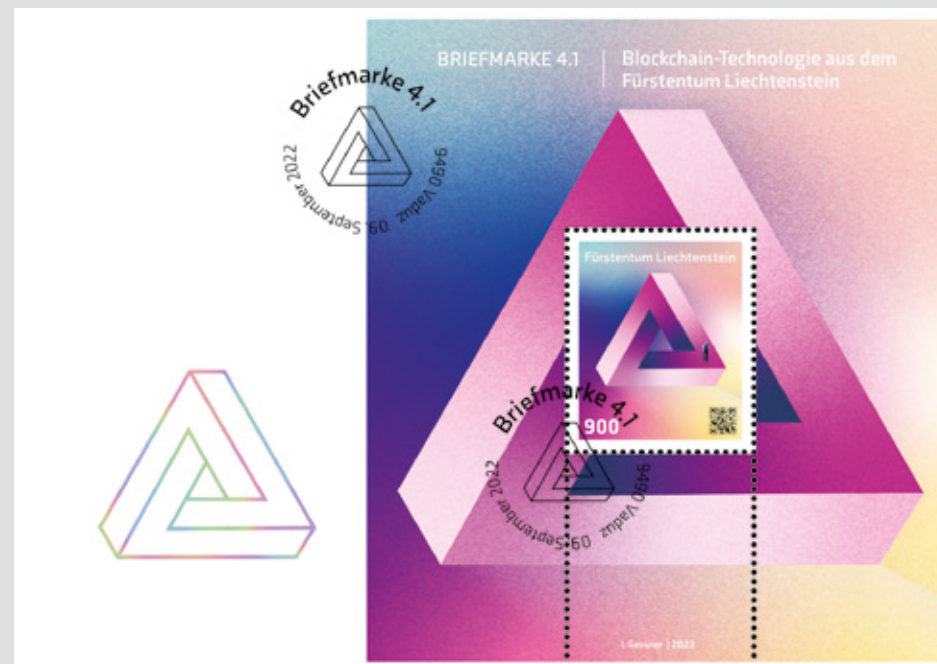 BRIEFMARKE 4.1
Blockchain-Technologie aus dem
Fürstentum Liechtenstein
Briefmarke 4.1
9490 Vaduz 09. September 2022
Fürstentum Liechtenstein
900
Briefmarke 4.1
9490 Vaduz 09. September 2022
I. Gassner | 2022